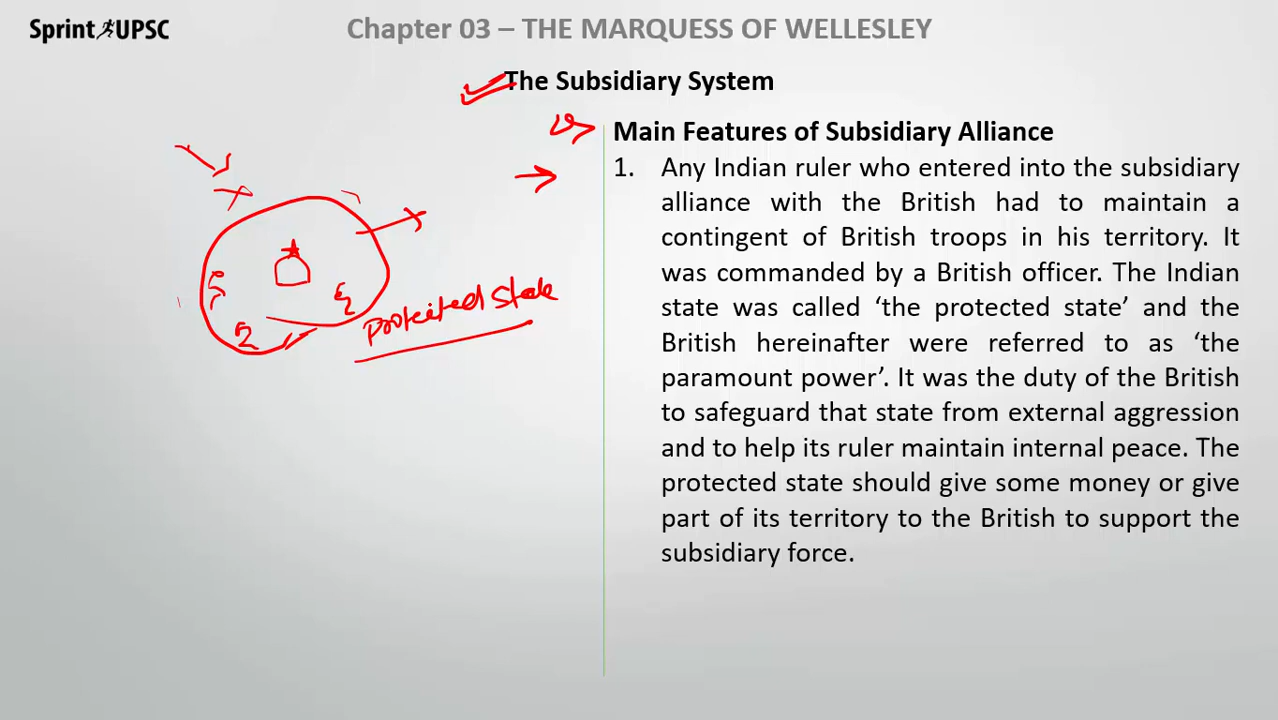 Sprint UPSC
Chapter 03 – THE MARQUESS OF WELLESLEY
The Subsidiary System
Main Features of Subsidiary Alliance
1. Any Indian ruler who entered into the subsidiary
alliance with the British had to maintain a
contingent of British troops in his territory. It
was commanded by a British officer. The Indian
state was called ‘the protected state’ and the
British hereinafter were referred to as ‘the
paramount power’. It was the duty of the British
to safeguard that state from external aggression
and to help its ruler maintain internal peace. The
protected state should give some money or give
part of its territory to the British to support the
subsidiary force.
Protected State